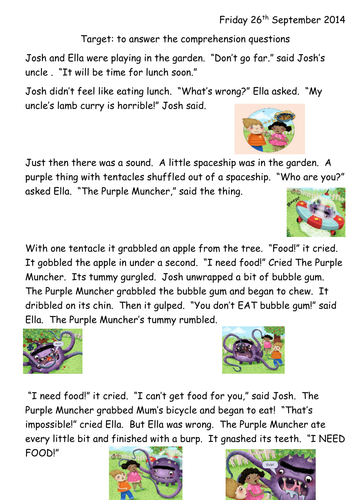 Friday 26th September 2014
Target: to answer the comprehension questions
Josh and Ella were playing in the garden. “Don’t go far.” said Josh’s
uncle . “It will be time for lunch soon.”
Josh didn’t feel like eating lunch. “What’s wrong?” Ella asked. “My
uncle’s lamb curry is horrible!” Josh said.
Just then there was a sound. A little spaceship was in the garden. A
purple thing with tentacles shuffled out of a spaceship. “Who are you?”
asked Ella. “The Purple Muncher,” said the thing.
With one tentacle it grabbled an apple from the tree. “Food!” it cried.
It gobbled the apple in under a second. “I need food!” Cried The Purple
Muncher. Its tummy gurgled. Josh unwrapped a bit of bubble gum.
The Purple Muncher grabbed the bubble gum and began to chew. It
dribbled on its chin. Then it gulped. “You don’t EAT bubble gum!” said
Ella. The Purple Muncher’s tummy rumbled.
“I need food!” it cried. “I can’t get food for you,” said Josh. The
Purple Muncher grabbed Mum’s bicycle and began to eat! “That’s
impossible!” cried Ella. But Ella was wrong. The Purple Muncher ate
every little bit and finished with a burp. It gnashed its teeth. “I NEED
FOOD!”